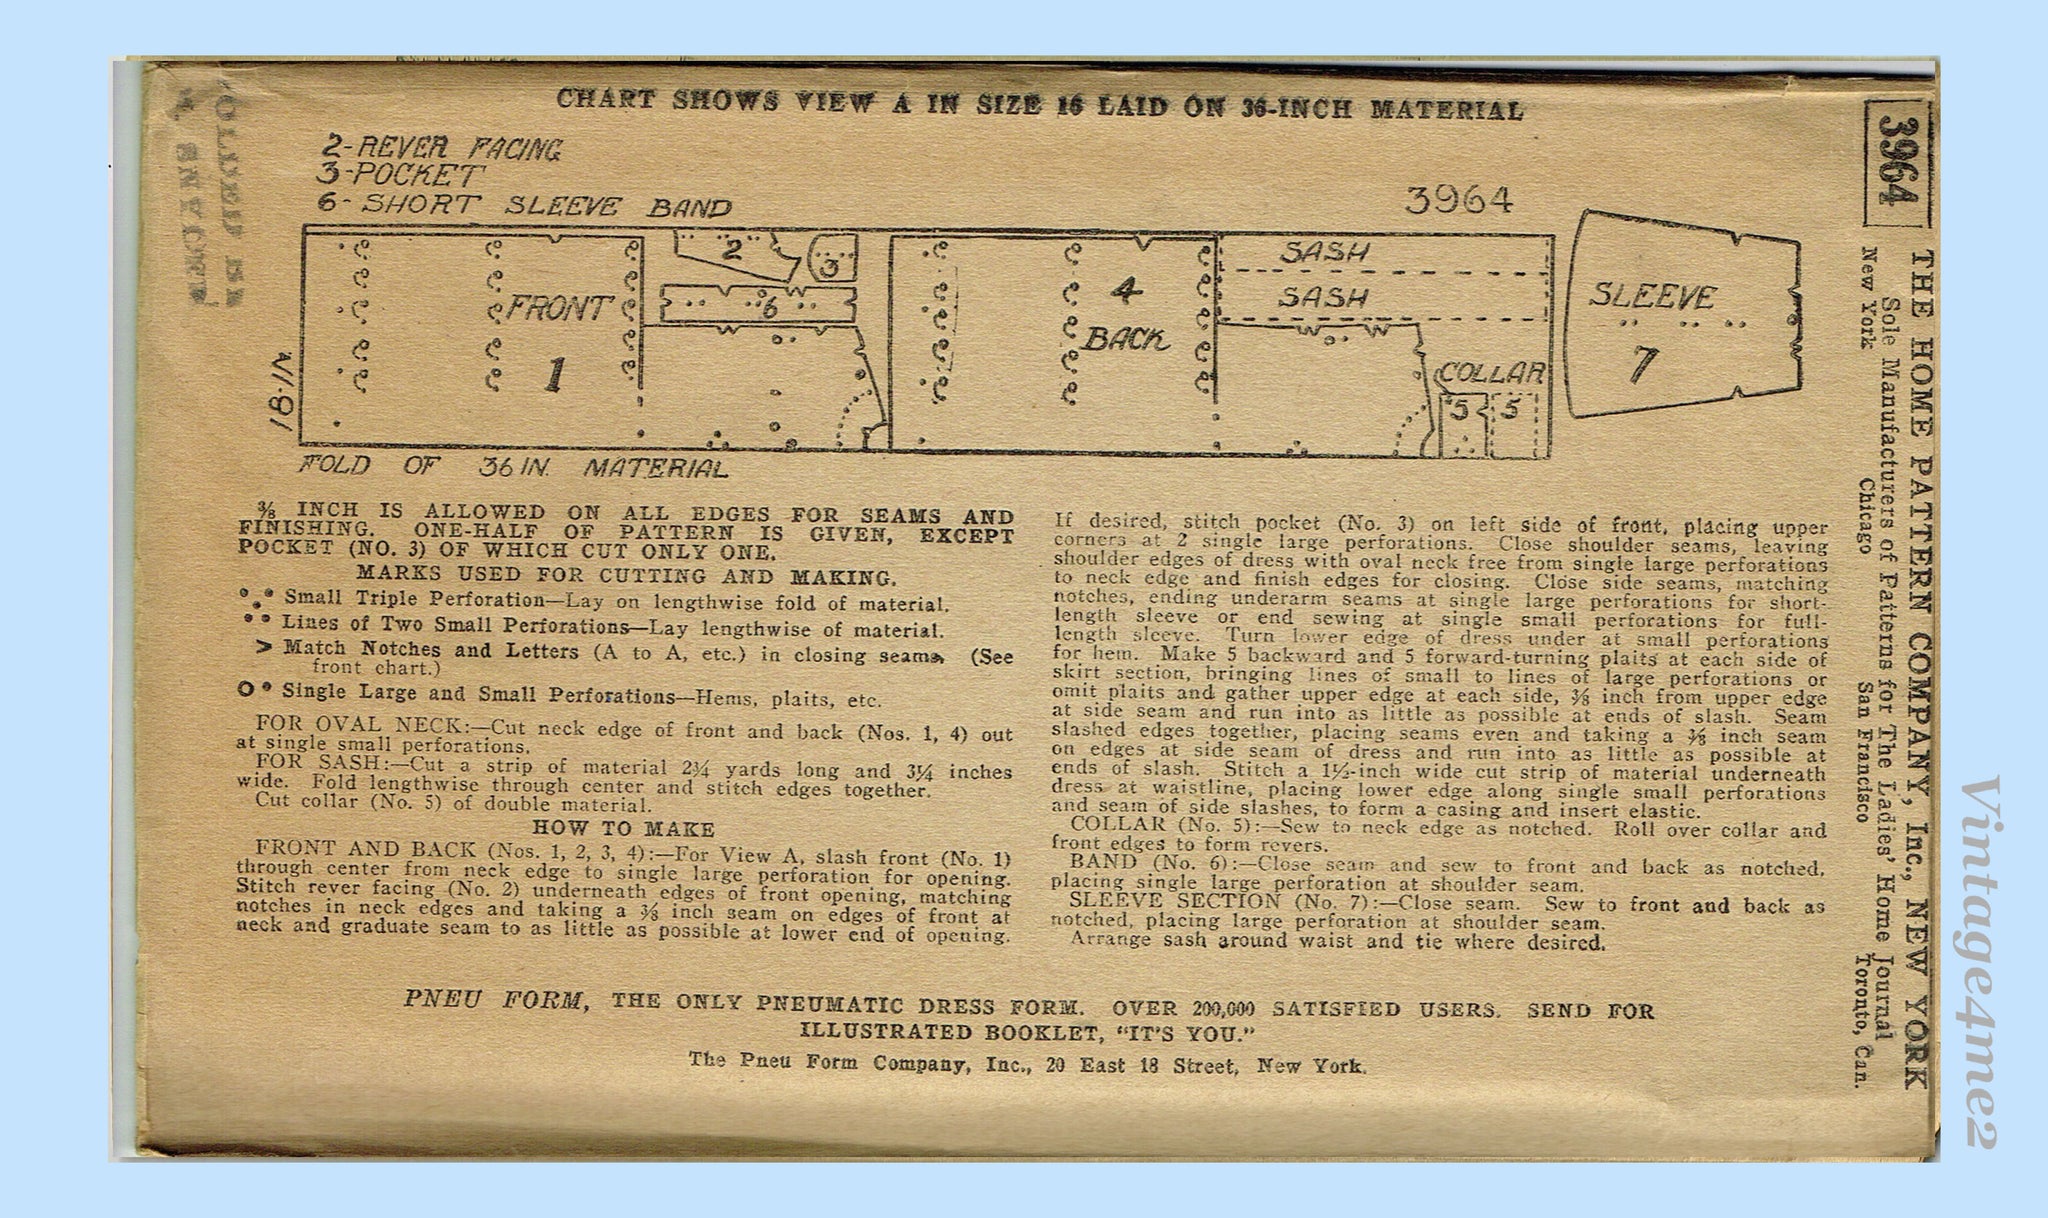 CHART SHOWS VIEW A IN SIZE 16 LAID ON 36-INCH MATERIAL
2-REVER FACING
3-POCKET
6-SHORT SLEEVE BAND
3964
FRONT
1
2
3
6
4
BACK
SASH
SASH
COLLAR
5
5
SLEEVE
7
FOLD OF 36 IN. MATERIAL
⅜ INCH IS ALLOWED ON ALL EDGES FOR SEAMS AND
FINISHING. ONE-HALF OF PATTERN IS GIVEN, EXCEPT
POCKET (NO. 3) OF WHICH CUT ONLY ONE.
MARKS USED FOR CUTTING AND MAKING.
Small Triple Perforation—Lay on lengthwise fold of material.
Lines of Two Small Perforations—Lay lengthwise of material.
> Match Notches and Letters (A to A, etc.) in closing seams. (See
front chart.)
Single Large and Small Perforations—Hems, plaits, etc.
FOR OVAL NECK:—Cut neck edge of front and back (Nos. 1, 4) out
at single small perforations.
FOR SASH:—Cut a strip of material 2¾ yards long and 3¼ inches
wide. Fold lengthwise through center and stitch edges together.
Cut collar (No. 5) of double material.
HOW TO MAKE
FRONT AND BACK (Nos. 1, 2, 3, 4):—For View A, slash front (No. 1)
through center from neck edge to single large perforation for opening.
Stitch rever facing (No. 2) underneath edges of front opening, matching
notches in neck edges and taking a ⅜ inch seam on edges of front at
neck and graduate seam to as little as possible at lower end of opening.
If desired, stitch pocket (No. 3) on left side of front, placing upper
corners at 2 single large perforations. Close shoulder seams, leaving
shoulder edges of dress with oval neck free from single large perforations
to neck edge and finish edges for closing. Close side seams, matching
notches, ending underarm seams at single large perforations for short-
length sleeve or end sewing at single small perforations for full-
length sleeve. Turn lower edge of dress under at small perforations
for hem. Make 5 backward and 5 forward-turning plaits at each side of
skirt section, bringing lines of small to lines of large perforations or
omit plaits and gather upper edge at each side, ⅜ inch from upper edge
at side seam and run into as little as possible at ends of slash. Seam
slashed edges together, placing seams even and taking a ⅜ inch seam
on edges at side seam of dress and run into as little as possible at
ends of slash. Stitch a 1½-inch wide cut strip of material underneath
dress at waistline, placing lower edge along single small perforations
and seam of side slashes, to form a casing and insert elastic.
COLLAR (No. 5):—Sew to neck edge as notched. Roll over collar and
front edges to form revers.
BAND (No. 6):—Close seam and sew to front and back as notched,
placing single large perforation at shoulder seam.
SLEEVE SECTION (No. 7):—Close seam. Sew to front and back as
notched, placing large perforation at shoulder seam.
Arrange sash around waist and tie where desired.
PNEU FORM, THE ONLY PNEUMATIC DRESS FORM. OVER 200,000 SATISFIED USERS. SEND FOR
ILLUSTRATED BOOKLET, "IT'S YOU."
The Pneu Form Company, Inc., 20 East 18 Street, New York.
3964
THE HOME PATTERN COMPANY, Inc., NEW YORK
Sole Manufacturers of Patterns for The Ladies' Home Journal
New York Chicago San Francisco Toronto, Can.
Vintage4me2